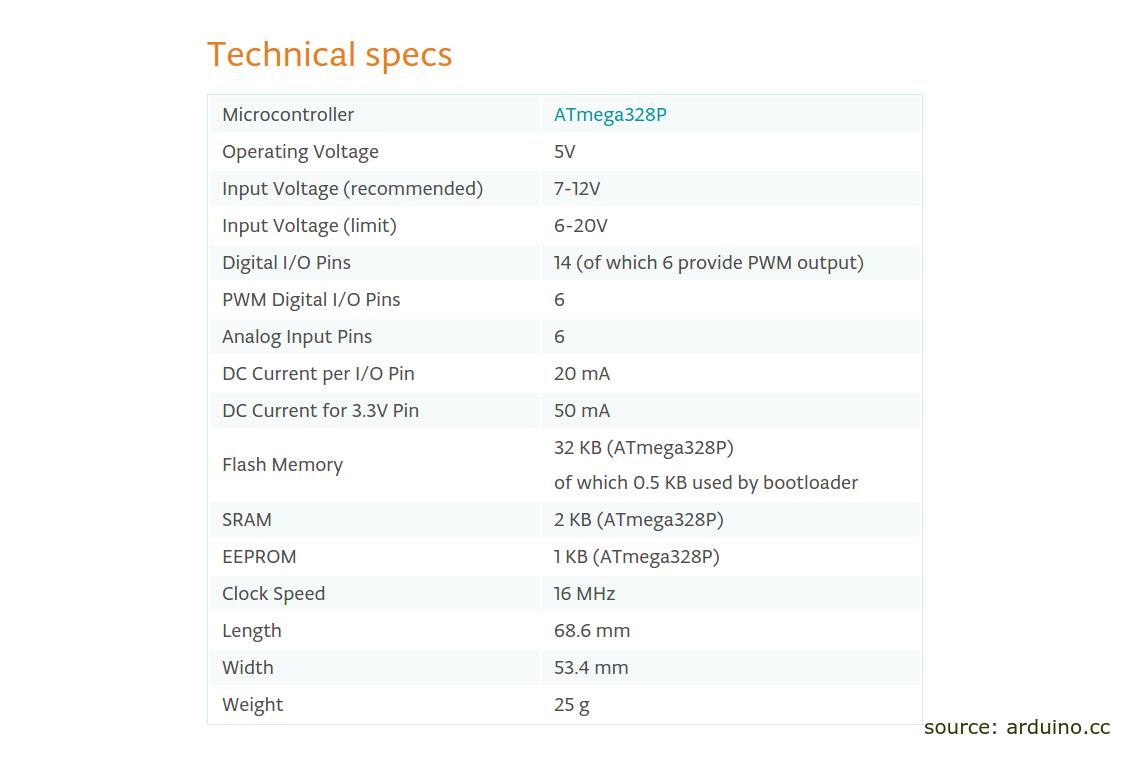 Technical specs
Microcontroller ATmega328P
Operating Voltage 5V
Input Voltage (recommended) 7-12V
Input Voltage (limit) 6-20V
Digital I/O Pins 14 (of which 6 provide PWM output)
PWM Digital I/O Pins 6
Analog Input Pins 6
DC Current per I/O Pin 20 mA
DC Current for 3.3V Pin 50 mA
Flash Memory 32 KB (ATmega328P)
of which 0.5 KB used by bootloader
SRAM 2 KB (ATmega328P)
EEPROM 1 KB (ATmega328P)
Clock Speed 16 MHz
Length 68.6 mm
Width 53.4 mm
Weight 25 g
source: arduino.cc